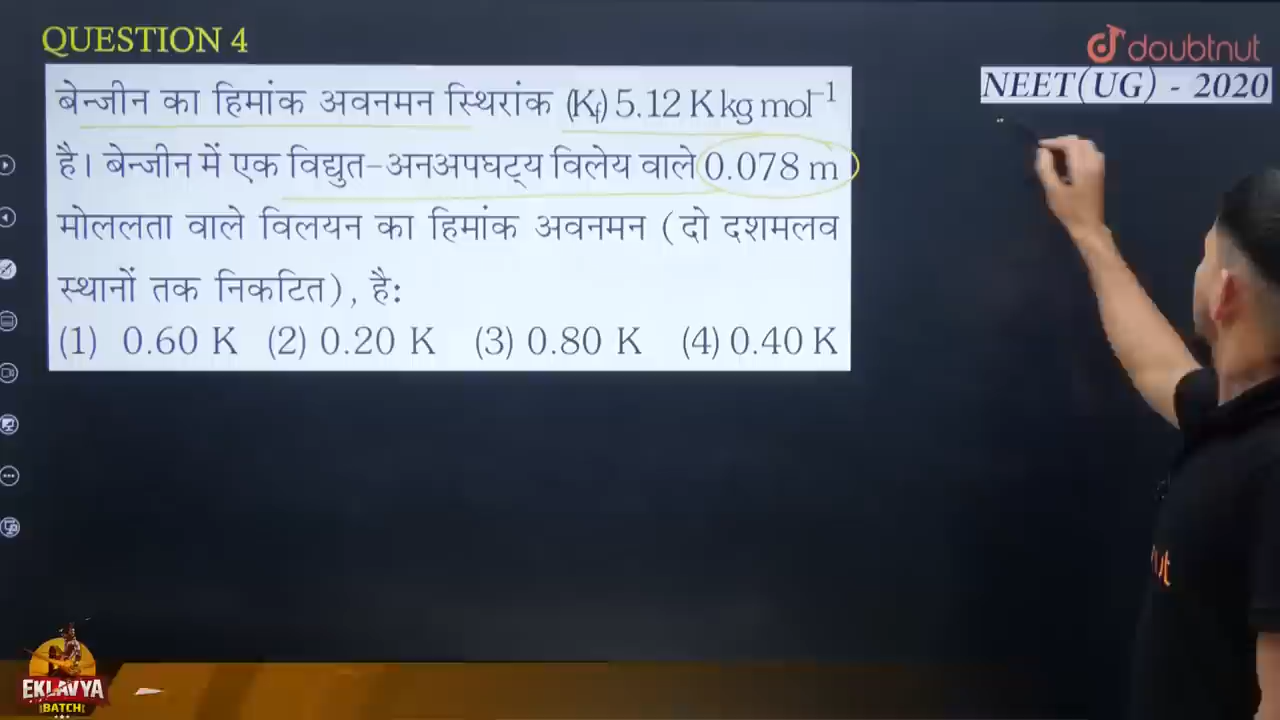 QUESTION 4
doubtnut
NEET(UG) - 2020
बेन्जीन का हिमांक अवनमन स्थिरांक (Kf) 5.12 K kg mol⁻¹
है। बेन्जीन में एक विद्युत-अनअपघट्य विलेय वाले 0.078 m
मोललता वाले विलयन का हिमांक अवनमन (दो दशमलव
स्थानों तक निकटित), है:
(1) 0.60 K (2) 0.20 K (3) 0.80 K (4) 0.40 K
EKLAVYA
BATCH